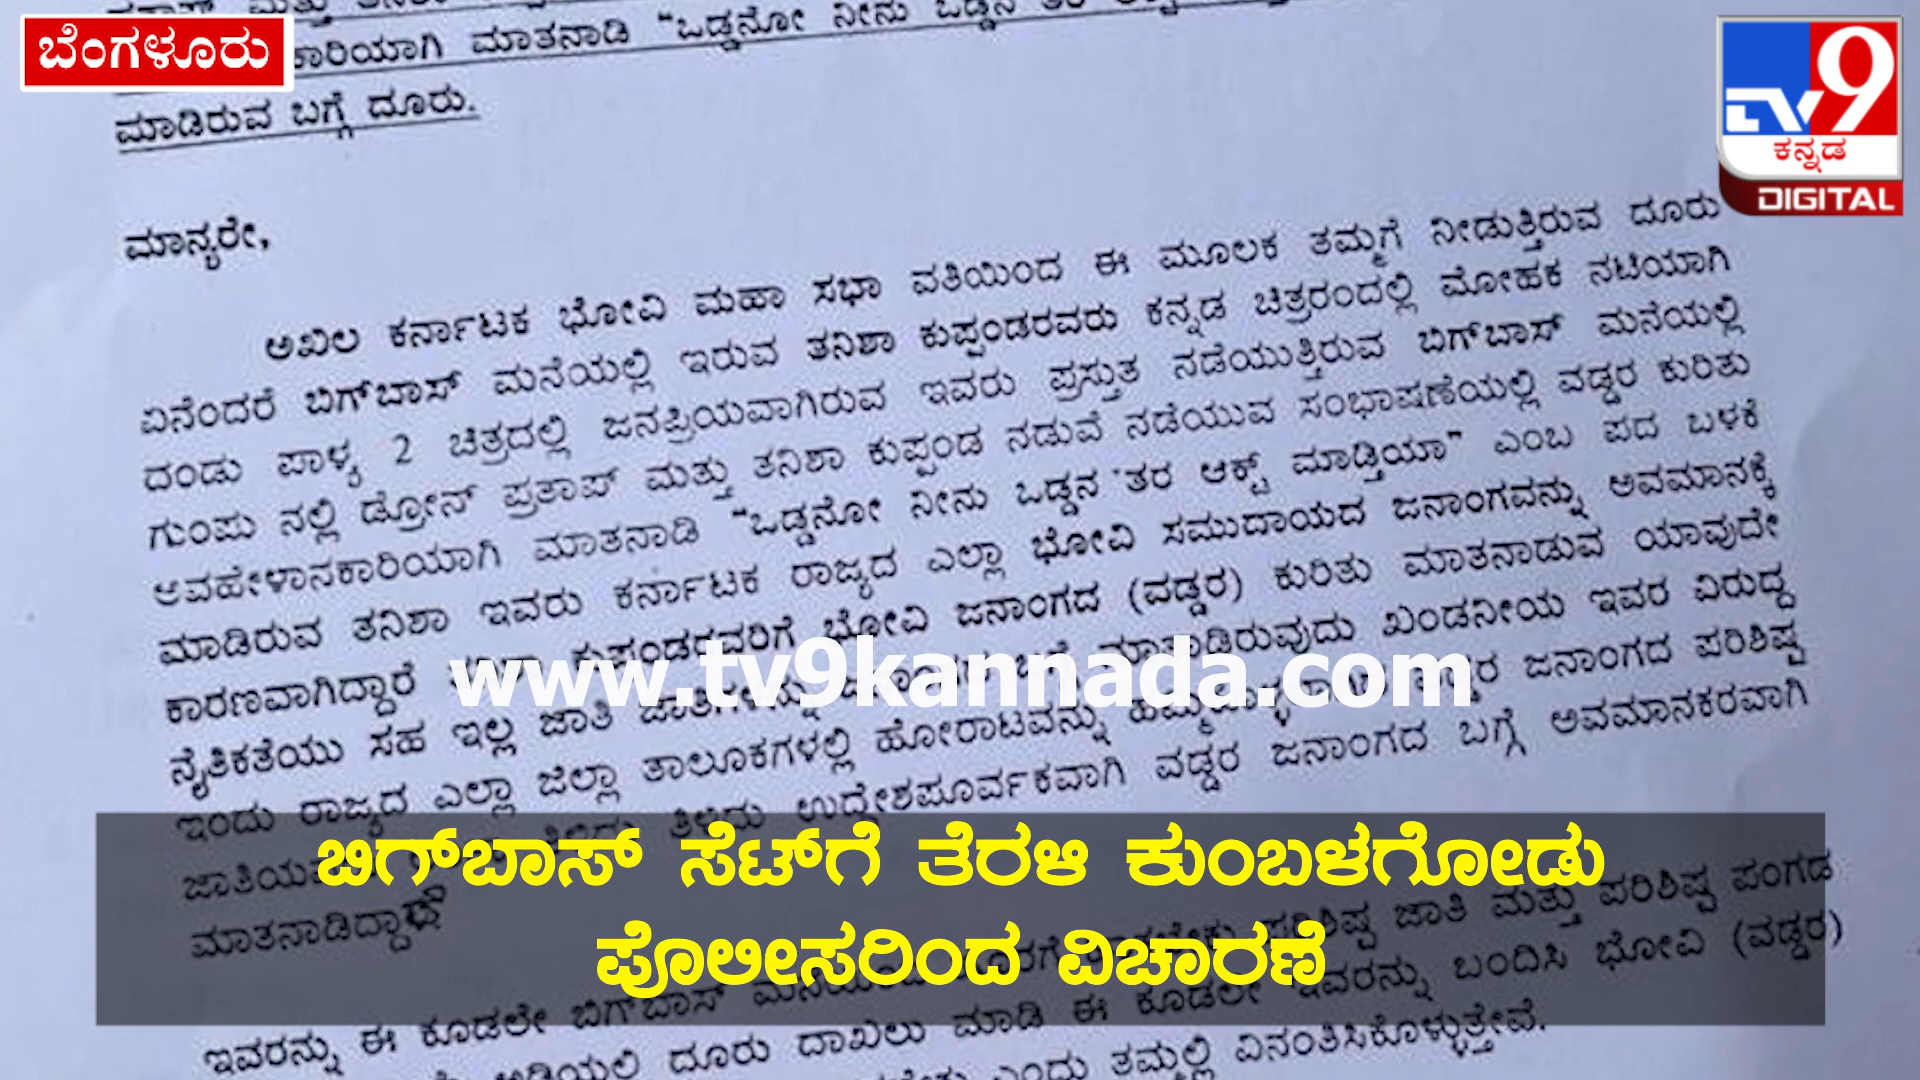 ಬೆಂಗಳೂರು
ಕಾರಿಯಾಗಿ ಮಾತನಾಡಿ "ಒಡ್ಡನೋ ನೀನು ಒಡ್ಡನ ತರ
ಮಾಡಿರುವ ಬಗ್ಗೆ ದೂರು.
TV9
ಕನ್ನಡ
DIGITAL
ಮಾನ್ಯರೇ,
ಅಖಿಲ ಕರ್ನಾಟಕ ಭೋವಿ ಮಹಾ ಸಭಾ ವತಿಯಿಂದ ಈ ಮೂಲಕ ತಮ್ಮಗೆ ನೀಡುತ್ತಿರುವ ದೂರು
ಏನೆಂದರೆ ಬಿಗ್‌ಬಾಸ್ ಮನೆಯಲ್ಲಿ ಇರುವ ತನಿಶಾ ಕುಪ್ಪಂಡರವರು ಕನ್ನಡ ಚಿತ್ರರಂದಲ್ಲಿ ಮೋಹಕ ನಟಿಯಾಗಿ
ದಂಡು ಪಾಳ್ಯ 2 ಚಿತ್ರದಲ್ಲಿ ಜನಪ್ರಿಯವಾಗಿರುವ ಇವರು ಪ್ರಸ್ತುತ ನಡೆಯುತ್ತಿರುವ ಬಿಗ್‌ಬಾಸ್ ಮನೆಯಲ್ಲಿ
ಗುಂಪು ನಲ್ಲಿ ಡ್ರೋನ್ ಪ್ರತಾಪ್ ಮತ್ತು ತನಿಶಾ ಕುಪ್ಪಂಡ ನಡುವೆ ನಡೆಯುವ ಸಂಭಾಷಣೆಯಲ್ಲಿ ವಡ್ಡರ ಕುರಿತು
ಅವಹೇಳಾನಕಾರಿಯಾಗಿ ಮಾತನಾಡಿ "ಒಡ್ಡನೋ ನೀನು ಒಡ್ಡನ ತರ ಆಕ್ಟ್ ಮಾಡ್ತಿಯಾ" ಎಂಬ ಪದ ಬಳಕೆ
ಮಾಡಿರುವ ತನಿಶಾ ಇವರು ಕರ್ನಾಟಕ ರಾಜ್ಯದ ಎಲ್ಲಾ ಭೋವಿ ಸಮುದಾಯದ ಜನಾಂಗವನ್ನು ಅವಮಾನಕ್ಕೆ
ಕಾರಣವಾಗಿದ್ದಾರೆ ಕುಪ್ಪಂಡರವರಿಗೆ ಭೋವಿ ಜನಾಂಗದ (ವಡ್ಡರ) ಕುರಿತು ಮಾತನಾಡುವ ಯಾವುದೇ
ನೈತಿಕತೆಯು ಸಹ ಇಲ್ಲ ಜಾತಿ ಮಾತಾಡಿರುವುದು ಖಂಡನೀಯ ಇವರ ವಿರುದ್ದ
ಇಂದು ರಾಜ್ಯದ ಎಲ್ಲಾ ಜಿಲ್ಲಾ ತಾಲೂಕಗಳಲ್ಲಿ ಹೋರಾಟವನ್ನು ಜನಾಂಗದ ಪರಿಶಿಷ್ಟ
ಉದ್ದೇಶಪೂರ್ವಕವಾಗಿ ವಡ್ಡರ ಜನಾಂಗದ ಬಗ್ಗೆ ಅವಮಾನಕರವಾಗಿ
www.tv9kannada.com
ಮಾತನಾಡಿದ್ದಾರೆ
ಪರಿಶಿಷ್ಟ ಜಾತಿ ಮತ್ತು ಪರಿಶಿಷ್ಟ ಪಂಗಡ
ಇವರನ್ನು ಈ ಕೂಡಲೇ ಬಿಗ್‌ಬಾಸ್ ಬಂದಿಸಿ ಭೋವಿ (ವಡ್ಡರ)
ದೂರು ದಾಖಲು ಮಾಡಿ ಈ ಕೂಡಲೇ ಇವರನ್ನು
ಎಂದು ತಮ್ಮಲ್ಲಿ ವಿನಂತಿಸಿಕೊಳ್ಳುತ್ತೇವೆ.
ಬಿಗ್‌ಬಾಸ್ ಸೆಟ್‌ಗೆ ತೆರಳಿ ಕುಂಬಳಗೋಡು
ಪೊಲೀಸರಿಂದ ವಿಚಾರಣೆ